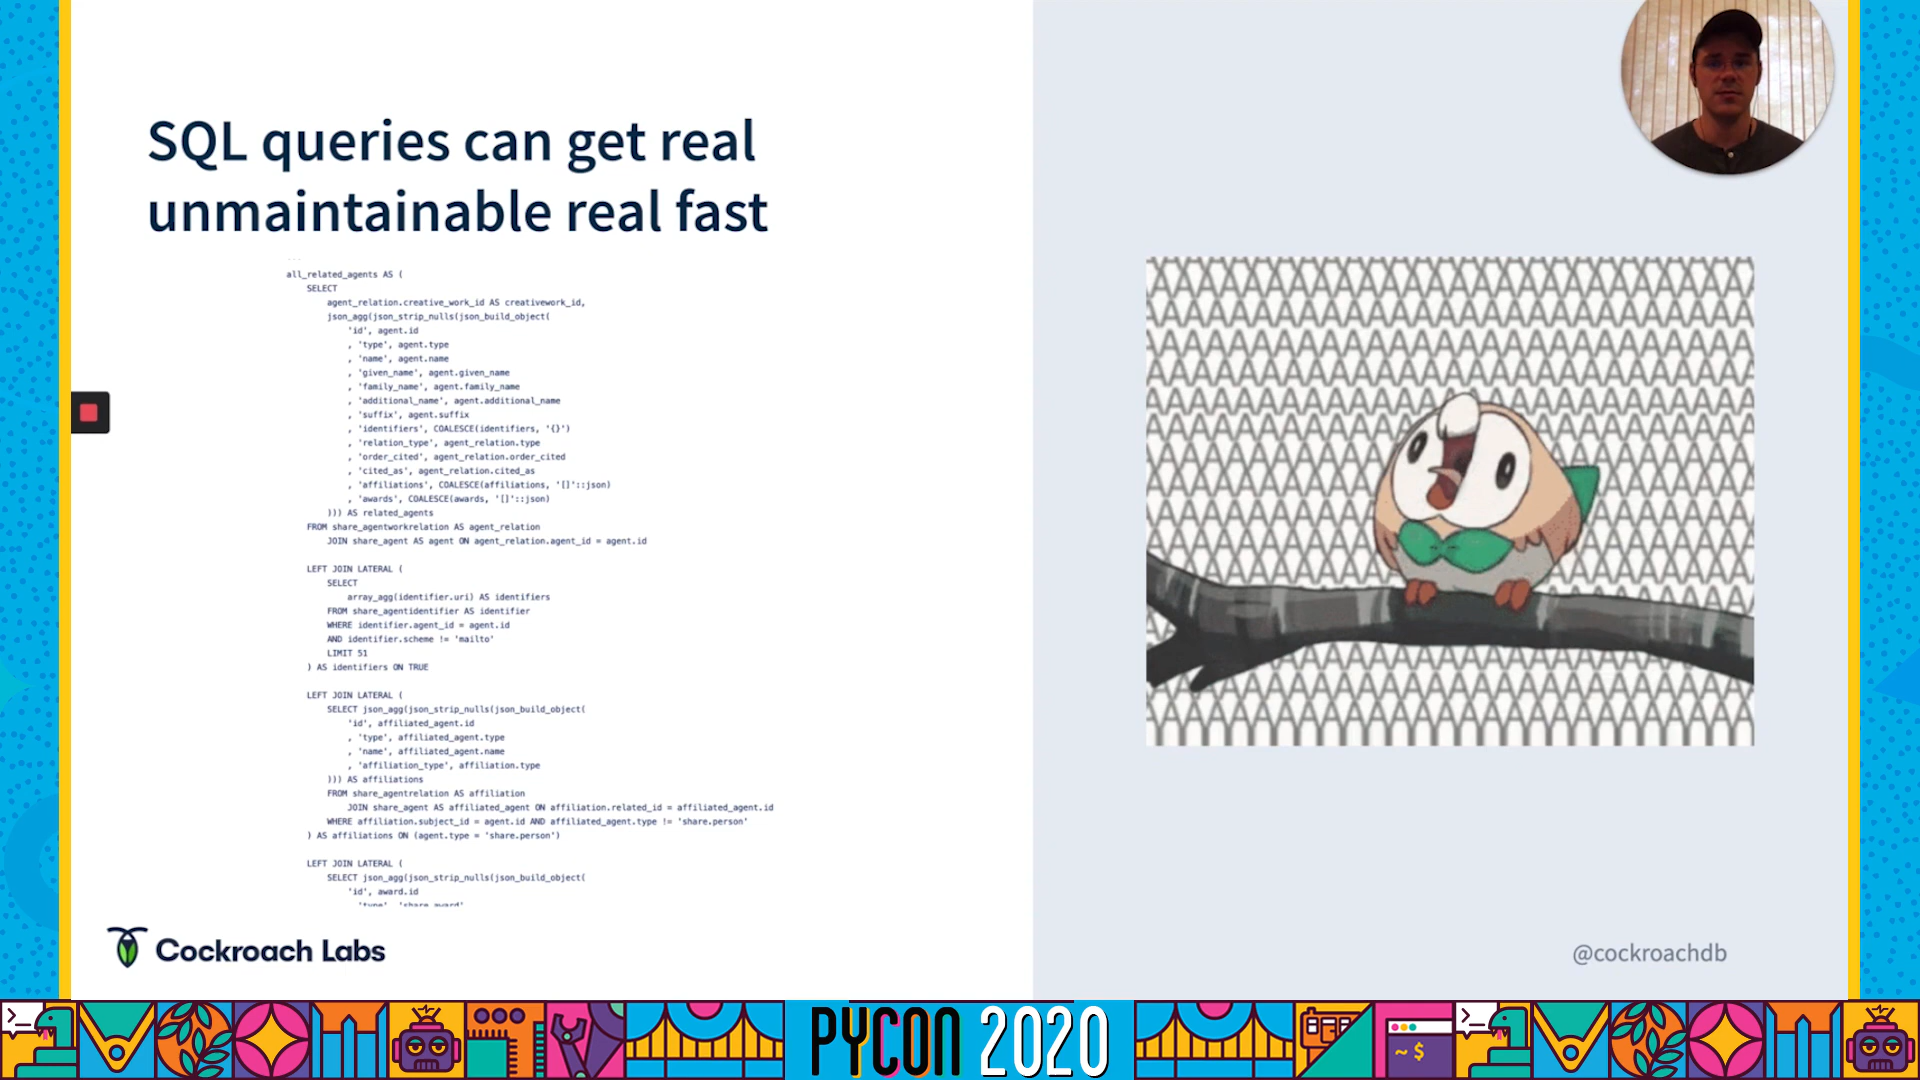 SQL queries can get real
unmaintainable real fast
...
all_related_agents AS (
SELECT
agent_relation.creative_work_id AS creativework_id,
json_agg(json_strip_nulls(json_build_object(
'id', agent.id
, 'type', agent.type
, 'name', agent.name
, 'given_name', agent.given_name
, 'family_name', agent.family_name
, 'additional_name', agent.additional_name
, 'suffix', agent.suffix
, 'identifiers', COALESCE(identifiers, '{}')
, 'relation_type', agent_relation.type
, 'order_cited', agent_relation.order_cited
, 'cited_as', agent_relation.cited_as
, 'affiliations', COALESCE(affiliations, '[]'::json)
, 'awards', COALESCE(awards, '[]'::json)
))) AS related_agents
FROM share_agentworkrelation AS agent_relation
JOIN share_agent AS agent ON agent_relation.agent_id = agent.id
LEFT JOIN LATERAL (
SELECT
array_agg(identifier.uri) AS identifiers
FROM share_agentidentifier AS identifier
WHERE identifier.agent_id = agent.id
AND identifier.scheme != 'mailto'
LIMIT 51
) AS identifiers ON TRUE
LEFT JOIN LATERAL (
SELECT json_agg(json_strip_nulls(json_build_object(
'id', affiliated_agent.id
, 'type', affiliated_agent.type
, 'name', affiliated_agent.name
, 'affiliation_type', affiliation.type
))) AS affiliations
FROM share_agentrelation AS affiliation
JOIN share_agent AS affiliated_agent ON affiliation.related_id = affiliated_agent.id
WHERE affiliation.subject_id = agent.id AND affiliated_agent.type != 'share.person'
) AS affiliations ON (agent.type = 'share.person')
LEFT JOIN LATERAL (
SELECT json_agg(json_strip_nulls(json_build_object(
'id', award.id
, 'type', 'share.award'
Cockroach Labs
@cockroachdb
PYCON 2020
~ $